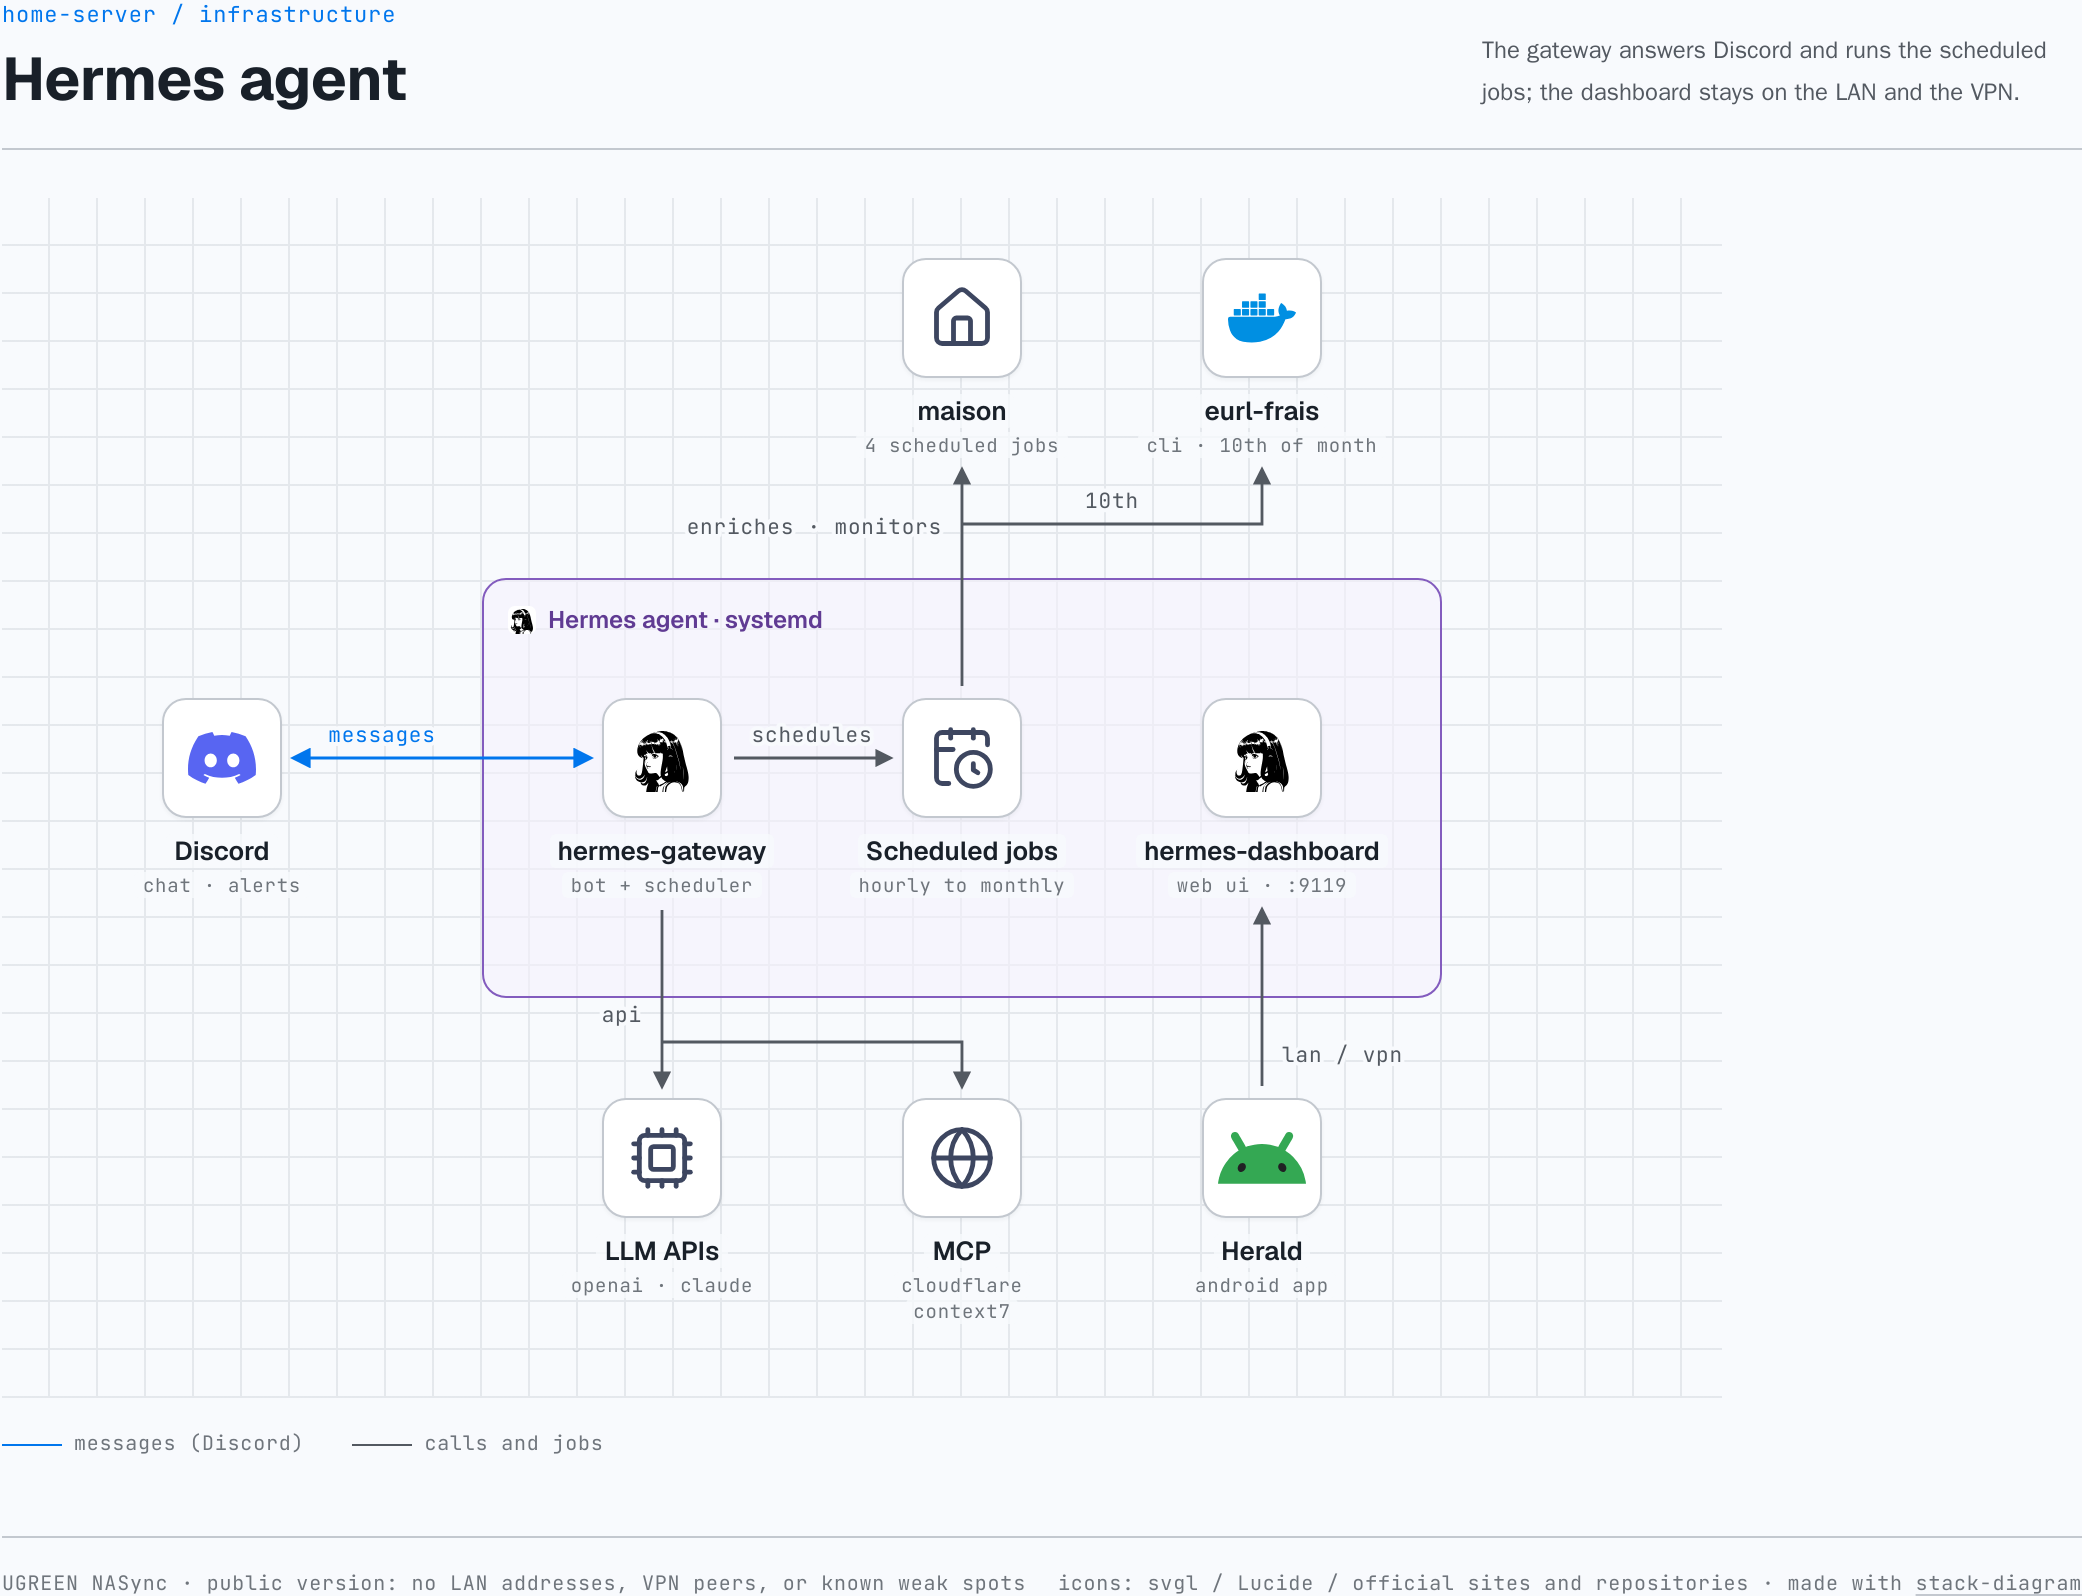 home-server / infrastructure
Hermes agent
The gateway answers Discord and runs the scheduled
jobs; the dashboard stays on the LAN and the VPN.
maison
4 scheduled jobs
eurl-frais
cli · 10th of month
10th
enriches · monitors
Hermes agent · systemd
messages
schedules
Discord
chat · alerts
hermes-gateway
bot + scheduler
Scheduled jobs
hourly to monthly
hermes-dashboard
web ui · :9119
api
lan / vpn
LLM APIs
openai · claude
MCP
cloudflare
context7
Herald
android app
messages (Discord)
calls and jobs
UGREEN NASync · public version: no LAN addresses, VPN peers, or known weak spots
icons: svgl / Lucide / official sites and repositories · made with stack-diagram